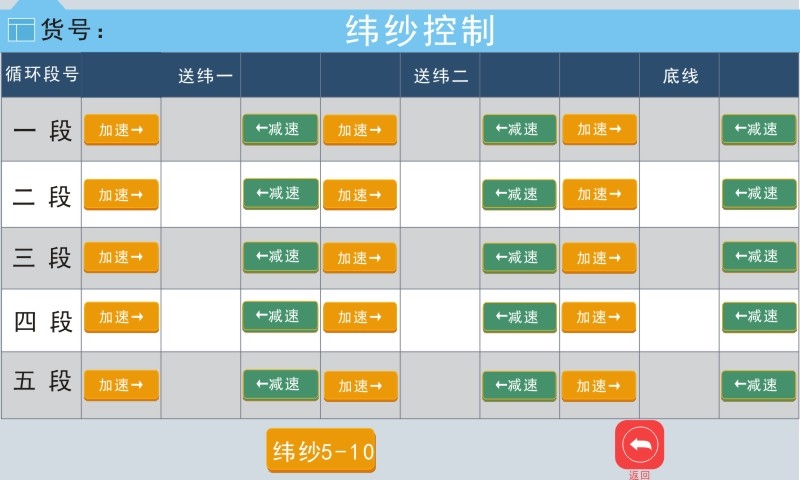 货号： 纬纱控制
循环段号 送纬一 送纬二 底线
一 段 加速→ ←减速 加速→ ←减速 加速→ ←减速
二 段 加速→ ←减速 加速→ ←减速 加速→ ←减速
三 段 加速→ ←减速 加速→ ←减速 加速→ ←减速
四 段 加速→ ←减速 加速→ ←减速 加速→ ←减速
五 段 加速→ ←减速 加速→ ←减速 加速→ ←减速
纬纱5-10
返回